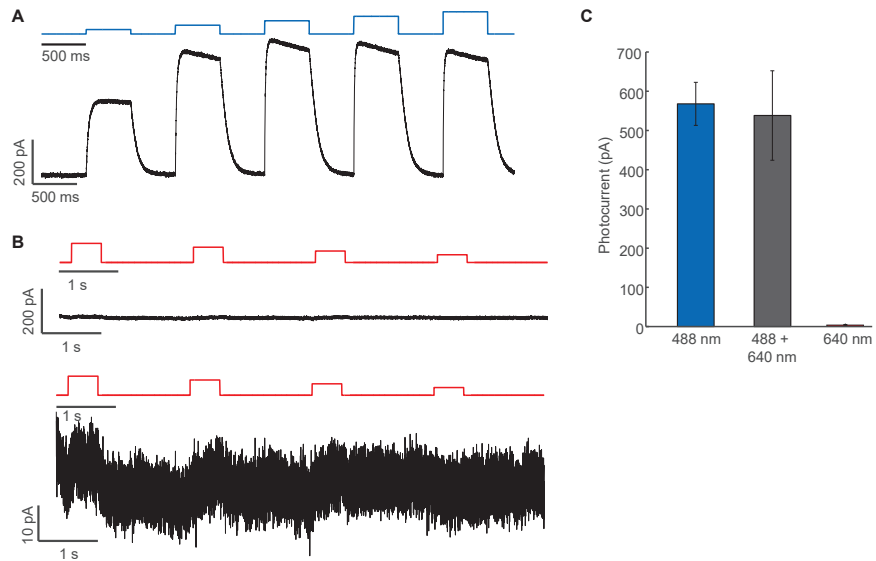 A
500 ms
200 pA
500 ms
B
1 s
200 pA
1 s
1 s
10 pA
1 s
C
700
600
500
400
300
200
100
0
Photocurrent (pA)
488 nm
488 +
640 nm
640 nm